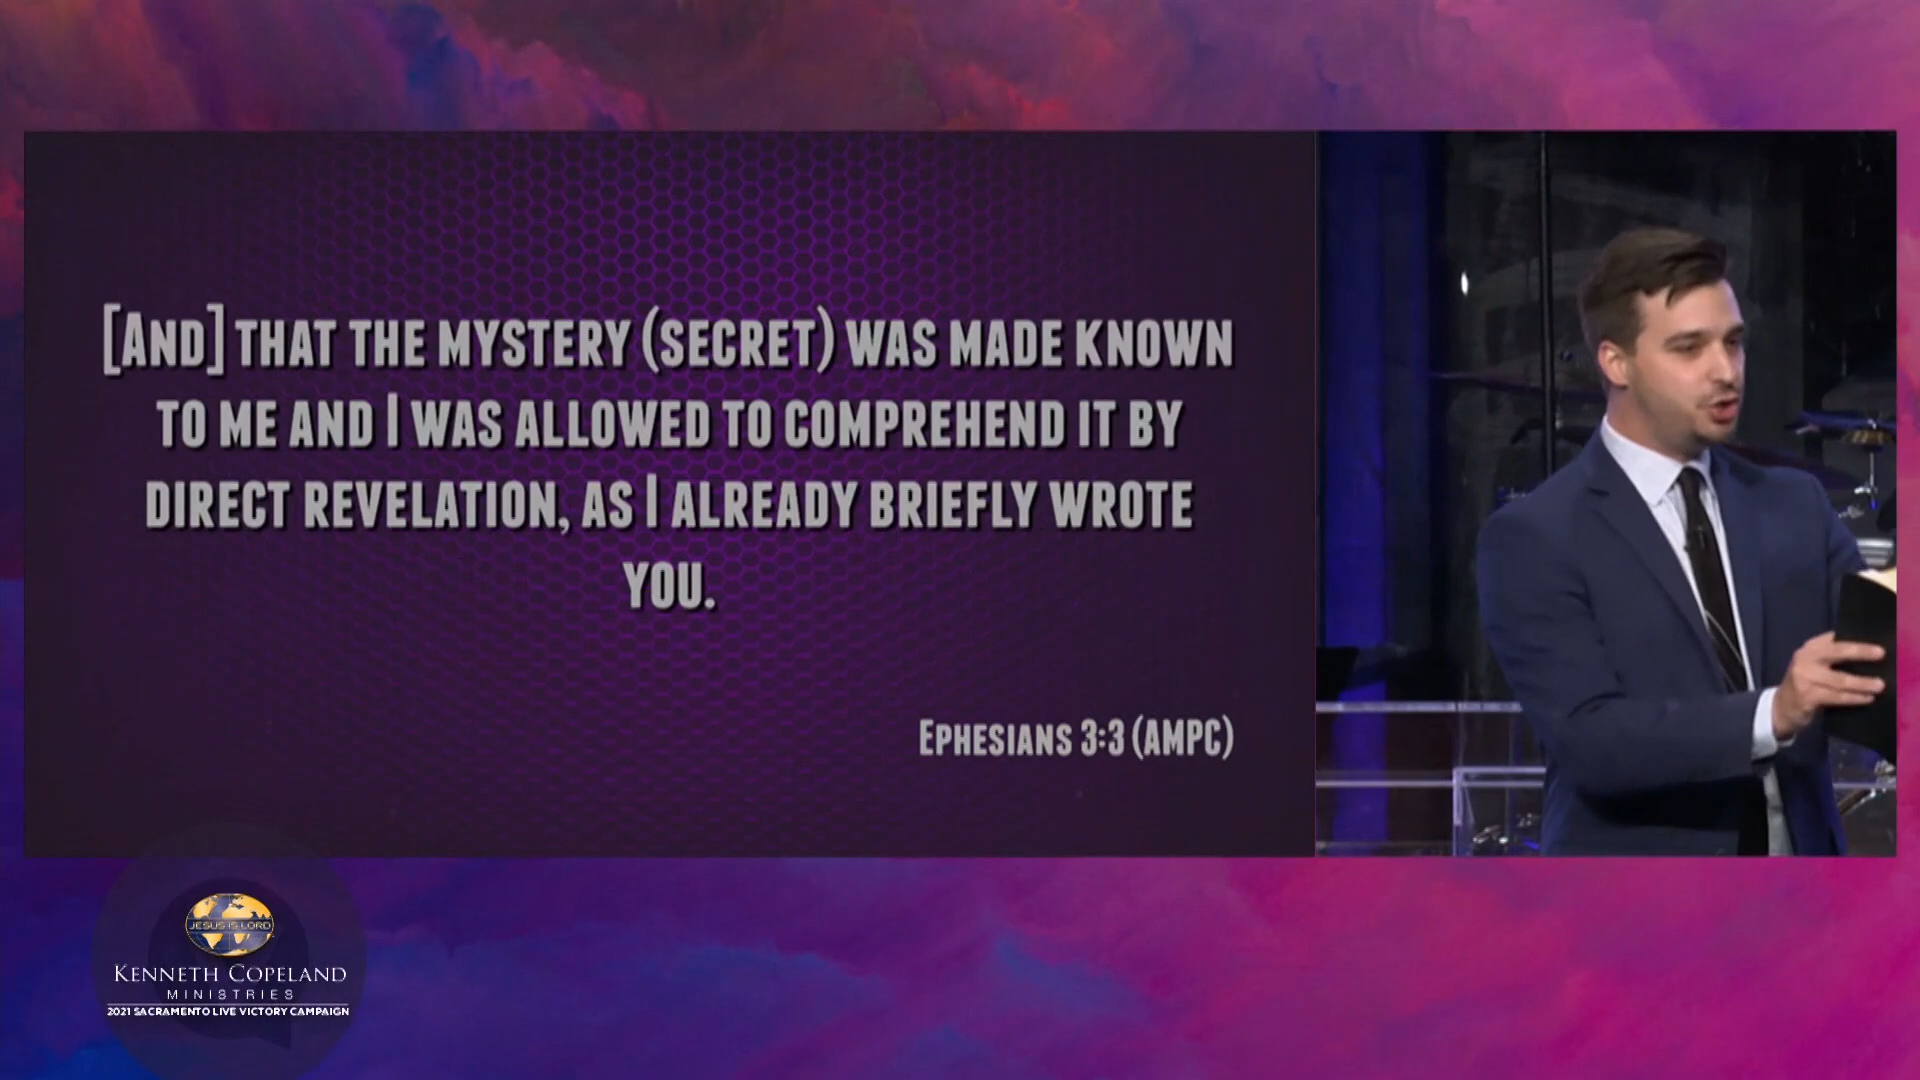 [And] that the mystery (secret) was made known
to me and I was allowed to comprehend it by
direct revelation, as I already briefly wrote
you.
Ephesians 3:3 (AMPC)
JESUS IS LORD
Kenneth Copeland
MINISTRIES
2021 SACRAMENTO LIVE VICTORY CAMPAIGN